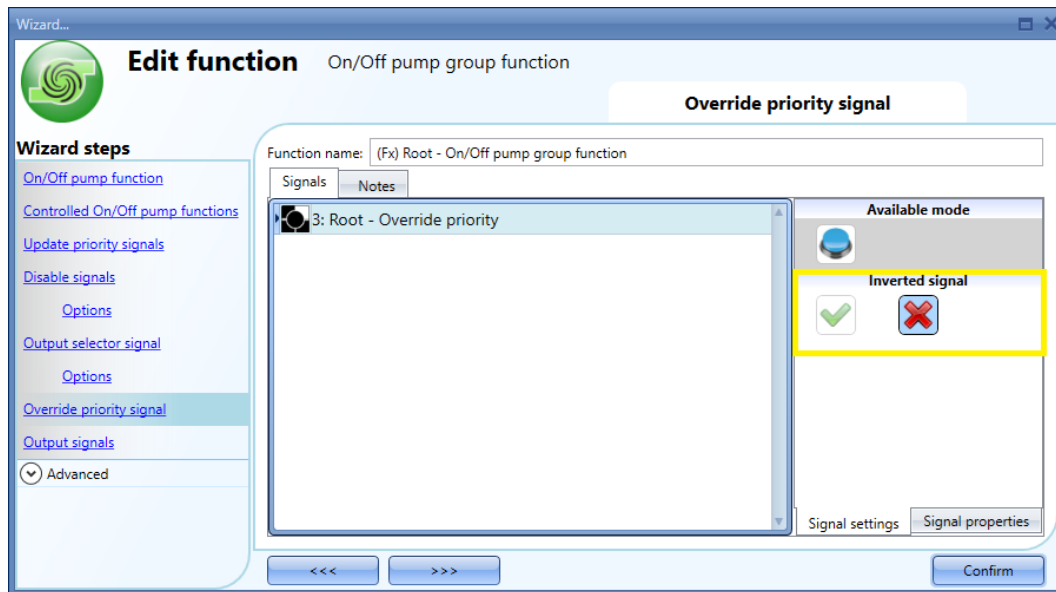 Wizard...
Edit function On/Off pump group function
Override priority signal
Wizard steps
On/Off pump function
Controlled On/Off pump functions
Update priority signals
Disable signals
Options
Output selector signal
Options
Override priority signal
Output signals
Advanced
Function name: (Fx) Root - On/Off pump group function
Signals Notes
3: Root - Override priority
Available mode
Inverted signal
Signal settings Signal properties
<<< >>> Confirm